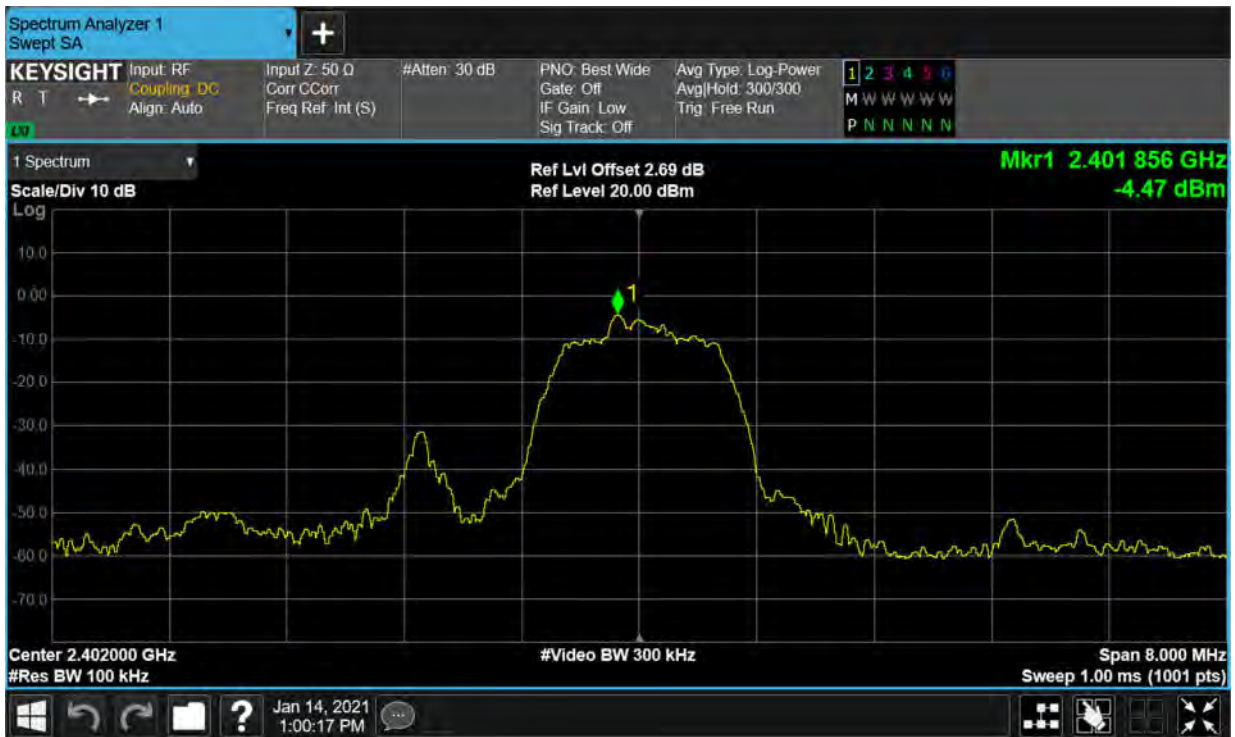 Spectrum Analyzer 1
Swept SA
+
KEYSIGHT Input: RF Input Z: 50 Ω #Atten: 30 dB PNO: Best Wide Avg Type: Log-Power 1 2 3 4 5 6
R T Coupling: DC Corr CCorr Gate: Off Avg|Hold: 300/300 M W W W W W
Align: Auto Freq Ref: Int (S) IF Gain: Low Trig: Free Run
LXI Sig Track: Off P N N N N N
1 Spectrum Ref Lvl Offset 2.69 dB Mkr1 2.401 856 GHz
Scale/Div 10 dB Ref Level 20.00 dBm -4.47 dBm
Log
10.0
0.00
1
-10.0
-20.0
-30.0
-40.0
-50.0
-60.0
-70.0
Center 2.402000 GHz #Video BW 300 kHz Span 8.000 MHz
#Res BW 100 kHz Sweep 1.00 ms (1001 pts)
? Jan 14, 2021
1:00:17 PM